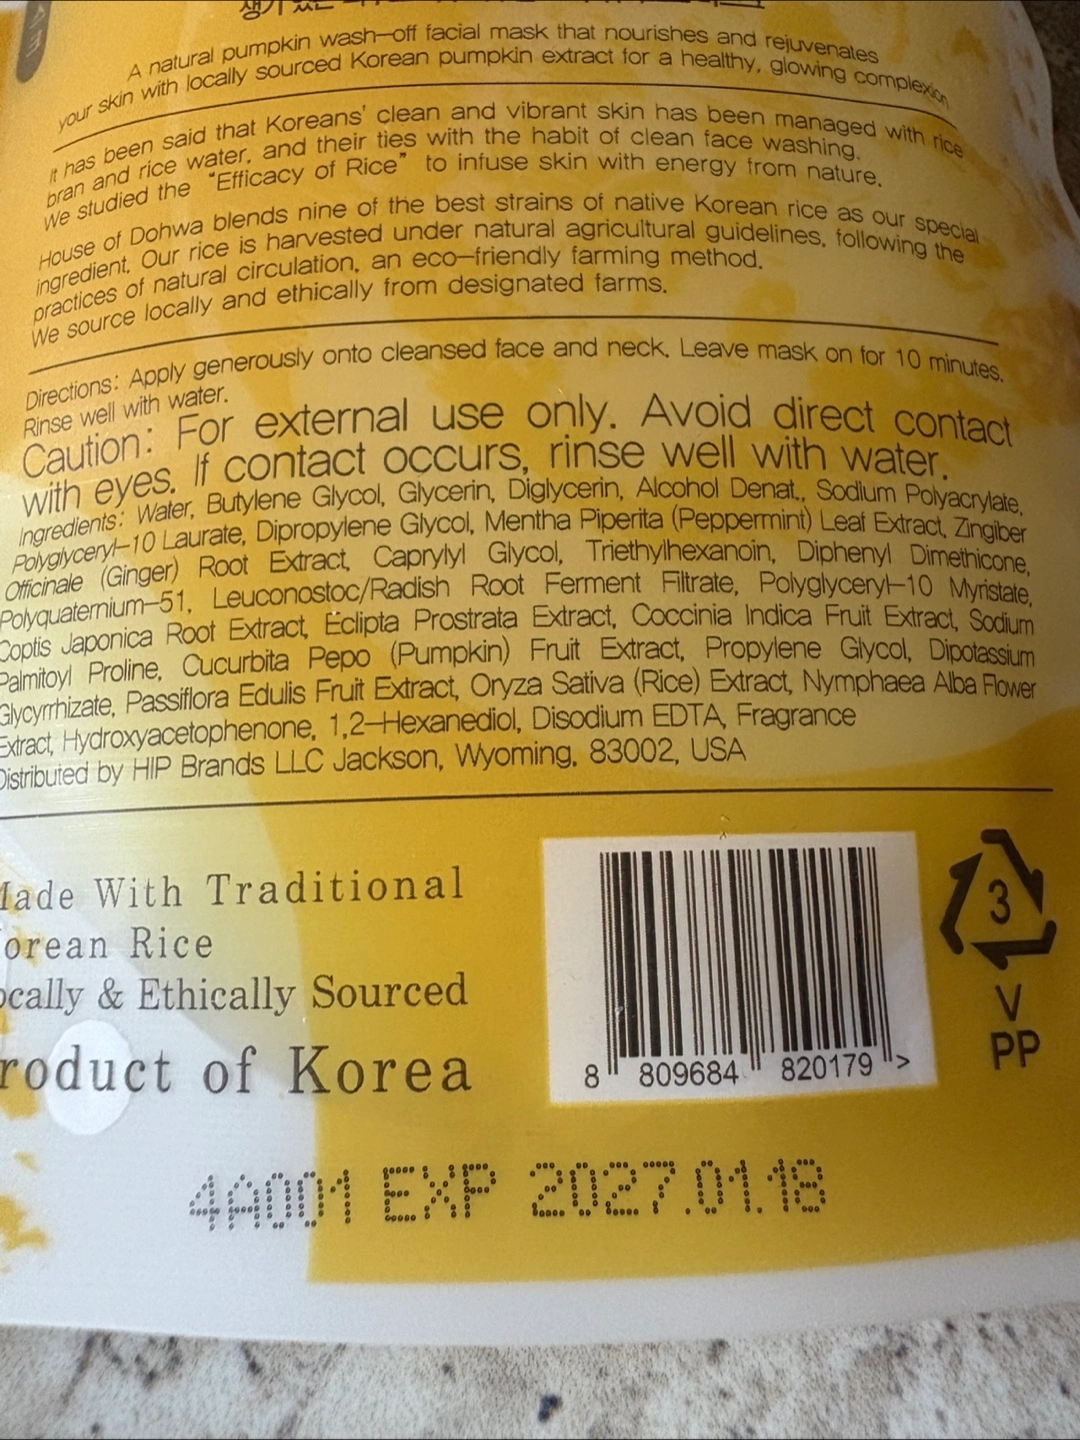 A natural pumpkin wash-off facial mask that nourishes and rejuvenates
your skin with locally sourced Korean pumpkin extract for a healthy, glowing complexion
It has been said that Koreans' clean and vibrant skin has been managed with rice
bran and rice water, and their ties with the habit of clean face washing.
We studied the "Efficacy of Rice" to infuse skin with energy from nature.
House of Dohwa blends nine of the best strains of native Korean rice as our special
ingredient. Our rice is harvested under natural agricultural guidelines, following the
practices of natural circulation, an eco-friendly farming method.
We source locally and ethically from designated farms.
Directions: Apply generously onto cleansed face and neck. Leave mask on for 10 minutes.
Rinse well with water.
Caution: For external use only. Avoid direct contact
with eyes. If contact occurs, rinse well with water.
Ingredients: Water, Butylene Glycol, Glycerin, Diglycerin, Alcohol Denat., Sodium Polyacrylate,
Polyglyceryl-10 Laurate, Dipropylene Glycol, Mentha Piperita (Peppermint) Leaf Extract, Zingiber
Officinale (Ginger) Root Extract, Caprylyl Glycol, Triethylhexanoin, Diphenyl Dimethicone,
Polyquaternium-51, Leuconostoc/Radish Root Ferment Filtrate, Polyglyceryl-10 Myristate,
Coptis Japonica Root Extract, Eclipta Prostrata Extract, Coccinia Indica Fruit Extract, Sodium
Palmitoyl Proline, Cucurbita Pepo (Pumpkin) Fruit Extract, Propylene Glycol, Dipotassium
Glycyrrhizate, Passiflora Edulis Fruit Extract, Oryza Sativa (Rice) Extract, Nymphaea Alba Flower
Extract, Hydroxyacetophenone, 1,2-Hexanediol, Disodium EDTA, Fragrance
Distributed by HIP Brands LLC Jackson, Wyoming, 83002, USA
Made With Traditional
orean Rice
ocally & Ethically Sourced
roduct of Korea
8 809684 820179 >
3
V
PP
4A001 EXP 2027.01.18